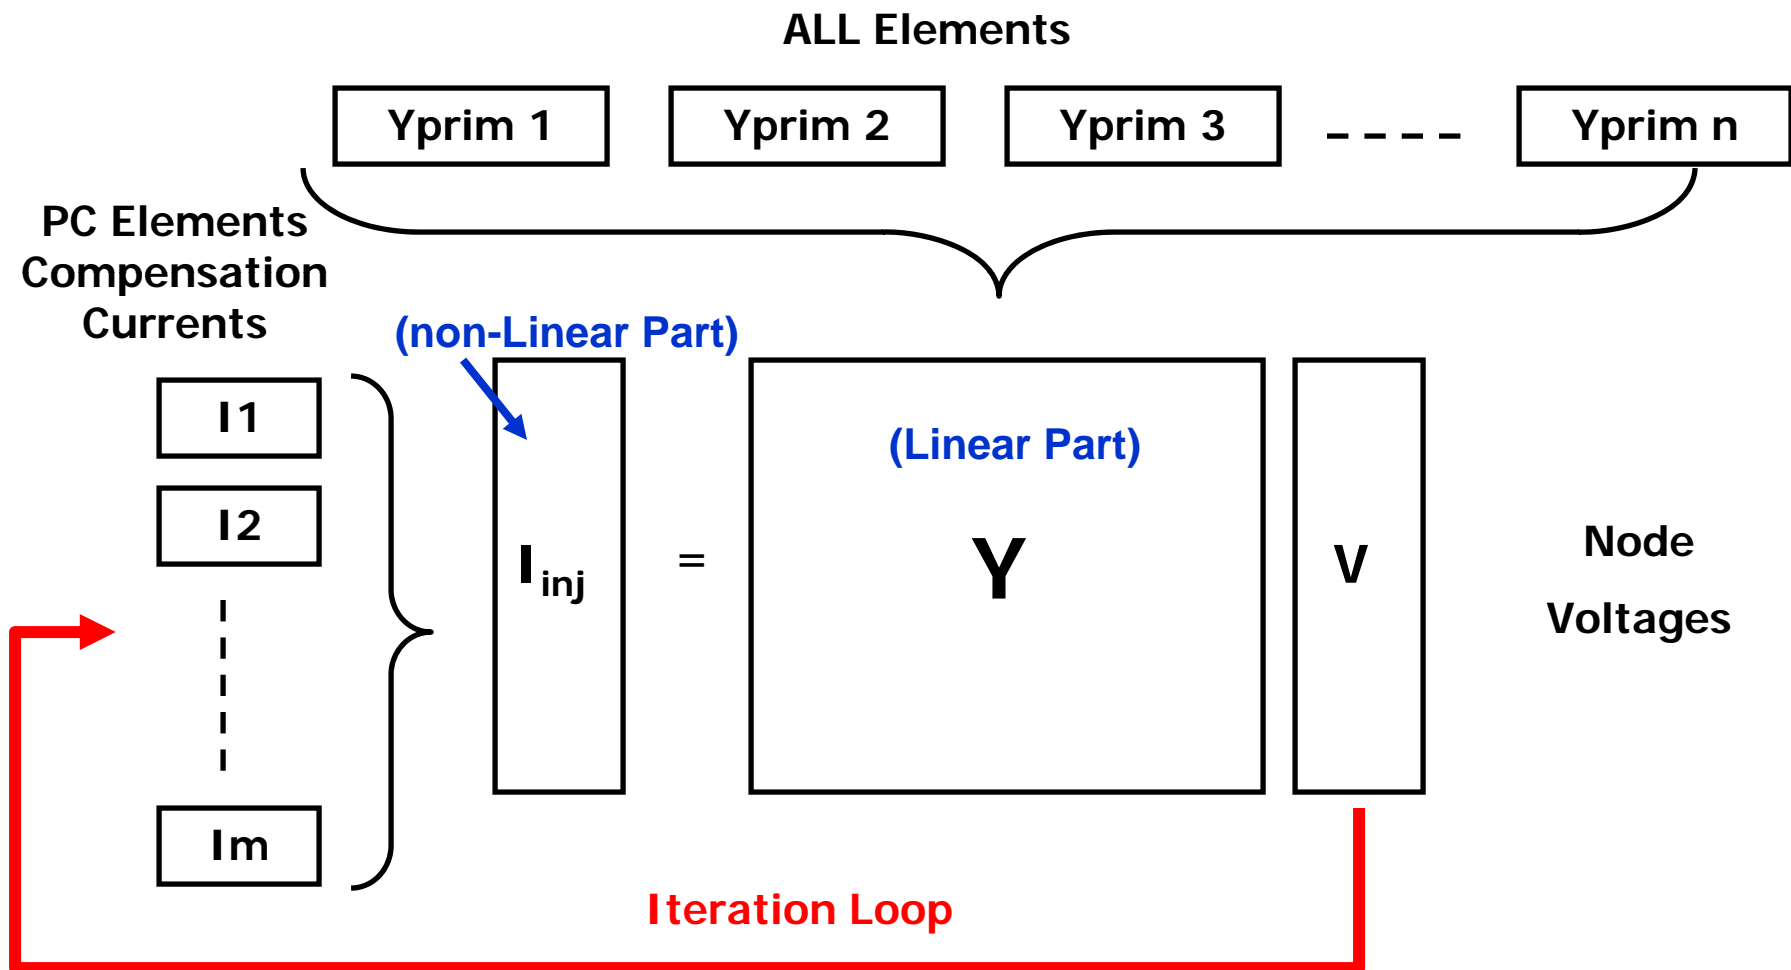 ALL Elements
Yprim 1 Yprim 2 Yprim 3 Yprim n
PC Elements
Compensation
Currents
(non-Linear Part)
I1
(Linear Part)
I2
Iinj = Y V
Node
Voltages
Im
Iteration Loop